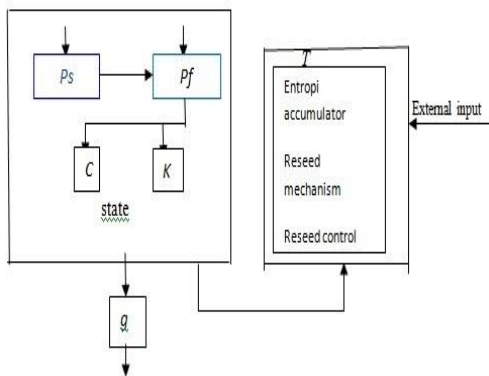 Ps
Pf
C
K
state
g
T
Entropi
accumulator
Reseed
mechanism
Reseed control
External input